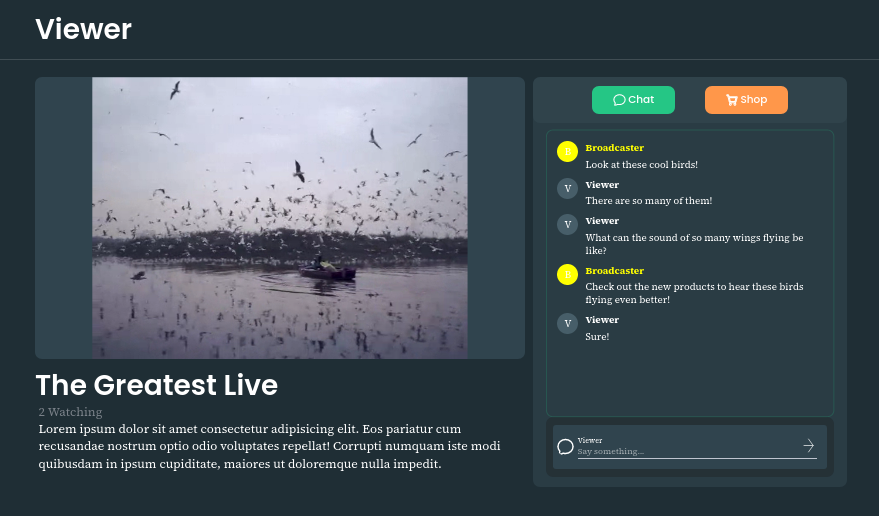 Viewer
Chat
Shop
Broadcaster
Look at these cool birds!
V
Viewer
There are so many of them!
V
Viewer
What can the sound of so many wings flying be
like?
Broadcaster
Check out the new products to hear these birds
flying even better!
V
Viewer
Sure!
Viewer
Say something...
The Greatest Live
2 Watching
Lorem ipsum dolor sit amet consectetur adipisicing elit. Eos pariatur cum
recusandae nostrum optio odio voluptates repellat! Corrupti numquam iste modi
quibusdam in ipsum cupiditate, maiores ut doloremque nulla impedit.